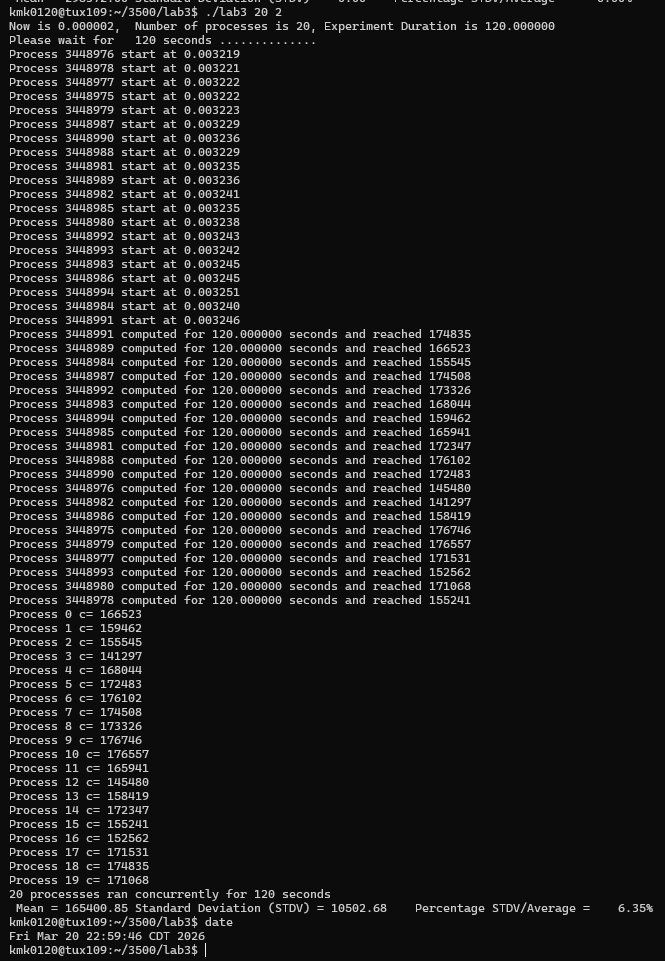 kmk0120@tux109:~/3500/lab3$ ./lab3 20 2
Now is 0.000002,  Number of processes is 20, Experiment Duration is 120.000000
Please wait for   120 seconds ..............
Process 3448976 start at 0.003219
Process 3448978 start at 0.003221
Process 3448977 start at 0.003222
Process 3448975 start at 0.003222
Process 3448979 start at 0.003223
Process 3448987 start at 0.003229
Process 3448990 start at 0.003236
Process 3448988 start at 0.003229
Process 3448981 start at 0.003235
Process 3448989 start at 0.003236
Process 3448982 start at 0.003241
Process 3448985 start at 0.003235
Process 3448980 start at 0.003238
Process 3448992 start at 0.003243
Process 3448993 start at 0.003242
Process 3448983 start at 0.003245
Process 3448986 start at 0.003245
Process 3448994 start at 0.003251
Process 3448984 start at 0.003240
Process 3448991 start at 0.003246
Process 3448991 computed for 120.000000 seconds and reached 174835
Process 3448989 computed for 120.000000 seconds and reached 166523
Process 3448984 computed for 120.000000 seconds and reached 155545
Process 3448987 computed for 120.000000 seconds and reached 174508
Process 3448992 computed for 120.000000 seconds and reached 173326
Process 3448983 computed for 120.000000 seconds and reached 168044
Process 3448994 computed for 120.000000 seconds and reached 159462
Process 3448985 computed for 120.000000 seconds and reached 165941
Process 3448981 computed for 120.000000 seconds and reached 172347
Process 3448988 computed for 120.000000 seconds and reached 176102
Process 3448990 computed for 120.000000 seconds and reached 172483
Process 3448976 computed for 120.000000 seconds and reached 145480
Process 3448982 computed for 120.000000 seconds and reached 141297
Process 3448986 computed for 120.000000 seconds and reached 158419
Process 3448975 computed for 120.000000 seconds and reached 176746
Process 3448979 computed for 120.000000 seconds and reached 176557
Process 3448977 computed for 120.000000 seconds and reached 171531
Process 3448993 computed for 120.000000 seconds and reached 152562
Process 3448980 computed for 120.000000 seconds and reached 171068
Process 3448978 computed for 120.000000 seconds and reached 155241
Process 0 c= 166523
Process 1 c= 159462
Process 2 c= 155545
Process 3 c= 141297
Process 4 c= 168044
Process 5 c= 172483
Process 6 c= 176102
Process 7 c= 174508
Process 8 c= 173326
Process 9 c= 176746
Process 10 c= 176557
Process 11 c= 165941
Process 12 c= 145480
Process 13 c= 158419
Process 14 c= 172347
Process 15 c= 155241
Process 16 c= 152562
Process 17 c= 171531
Process 18 c= 174835
Process 19 c= 171068
20 processses ran concurrently for 120 seconds
 Mean = 165400.85 Standard Deviation (STDV) = 10502.68    Percentage STDV/Average =    6.35%
kmk0120@tux109:~/3500/lab3$ date
Fri Mar 20 22:59:46 CDT 2026
kmk0120@tux109:~/3500/lab3$